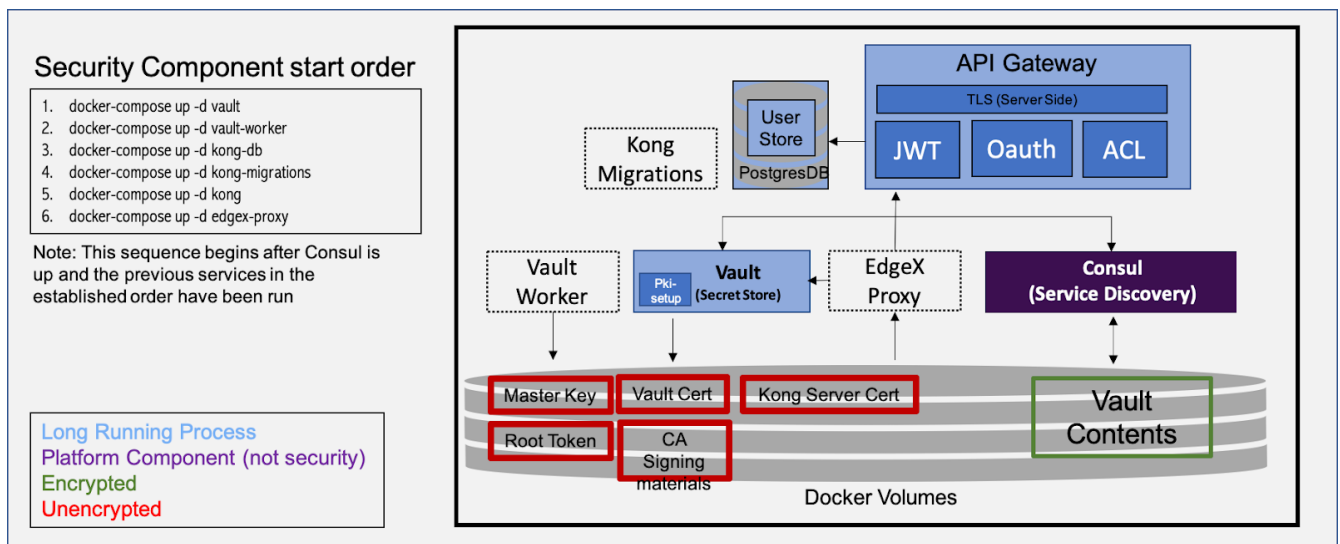 Security Component start order
1. docker-compose up -d vault
2. docker-compose up -d vault-worker
3. docker-compose up -d kong-db
4. docker-compose up -d kong-migrations
5. docker-compose up -d kong
6. docker-compose up -d edgex-proxy
Note: This sequence begins after Consul is
up and the previous services in the
established order have been run
Long Running Process
Platform Component (not security)
Encrypted
Unencrypted
API Gateway
TLS (Server Side)
JWT
Oauth
ACL
User
Store
PostgresDB
Kong
Migrations
Vault
Worker
Pki-
setup
Vault
(Secret Store)
EdgeX
Proxy
Consul
(Service Discovery)
Master Key
Vault Cert
Kong Server Cert
Root Token
CA
Signing
materials
Vault
Contents
Docker Volumes